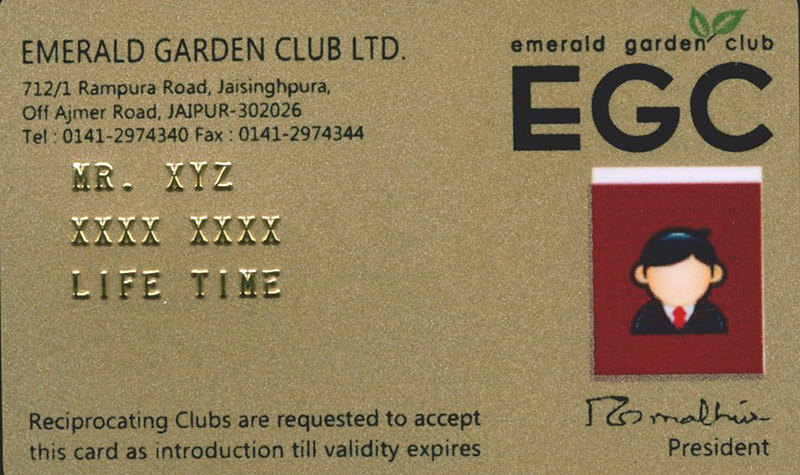 EMERALD GARDEN CLUB LTD.
712/1 Rampura Road, Jaisinghpura,
Off Ajmer Road, JAIPUR-302026
Tel : 0141-2974340 Fax : 0141-2974344
emerald garden club
EGC
MR. XYZ
XXXX XXXX
LIFE TIME
Reciprocating Clubs are requested to accept
this card as introduction till validity expires
President